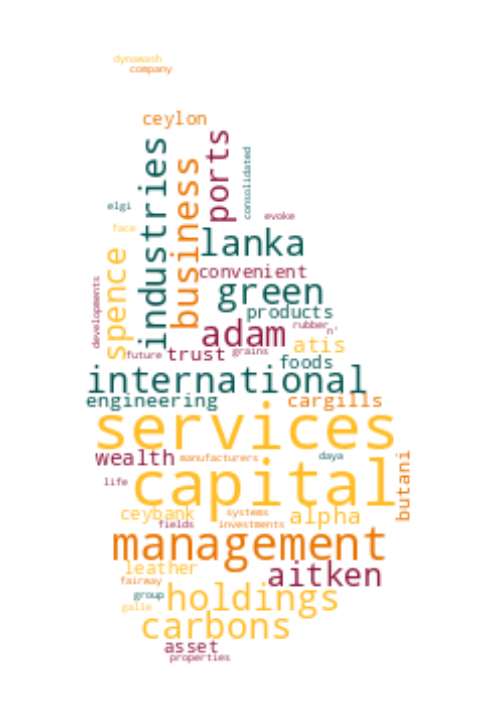 dynawash
company
ceylon
industries
business
ports
consolidated
elgi
evoke
face
lanka
spence
convenient
developments
green
products
adam
rubber
n'
atis
future
trust
grains
foods
international
engineering
cargills
services
wealth
manufacturers
daya
butani
life
capital
ceybank
systems
alpha
fields
investments
management
leather
aitken
fairway
group
holdings
galle
carbons
asset
properties